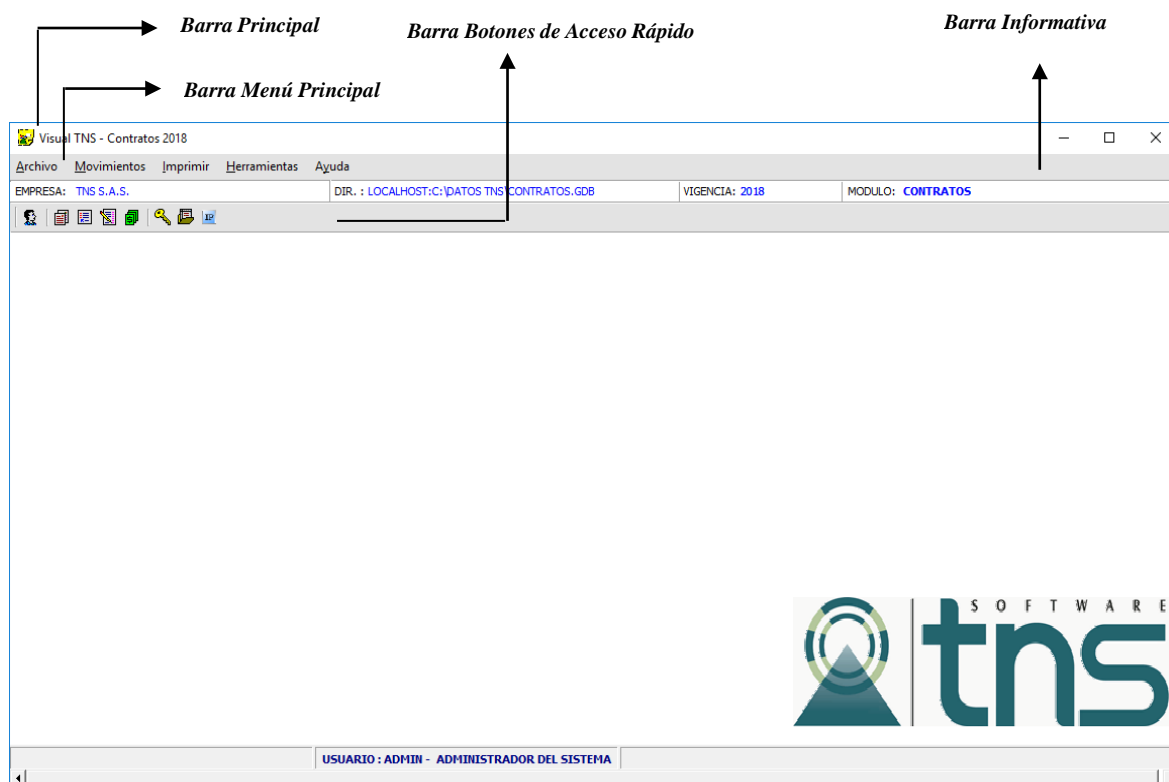 Barra Principal
Barra Botones de Acceso Rápido
Barra Informativa
Barra Menú Principal
Visual TNS - Contratos 2018
Archivo Movimientos Imprimir Herramientas Ayuda
EMPRESA: TNS S.A.S. DIR. : LOCALHOST:C:\DATOS TNS\CONTRATOS.GDB VIGENCIA: 2018 MODULO: CONTRATOS
SOFTWARE
tns
USUARIO : ADMIN - ADMINISTRADOR DEL SISTEMA